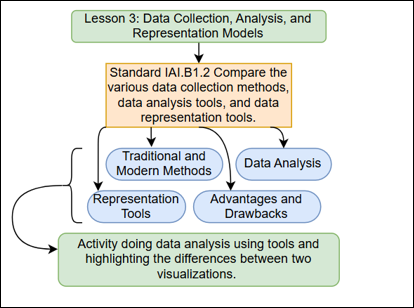 Lesson 3: Data Collection, Analysis, and
Representation Models
Standard IAI.B1.2 Compare the
various data collection methods,
data analysis tools, and data
representation tools.
Traditional and
Modern Methods
Data Analysis
Representation
Tools
Advantages and
Drawbacks
Activity doing data analysis using tools and
highlighting the differences between two
visualizations.